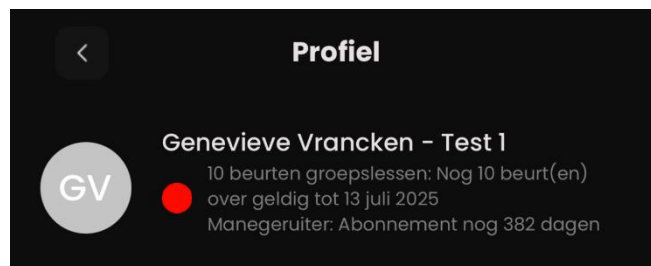 Profiel
GV
Genevieve Vrancken - Test 1
10 beurten groepslessen: Nog 10 beurt(en)
over geldig tot 13 juli 2025
Manegeruiter: Abonnement nog 382 dagen